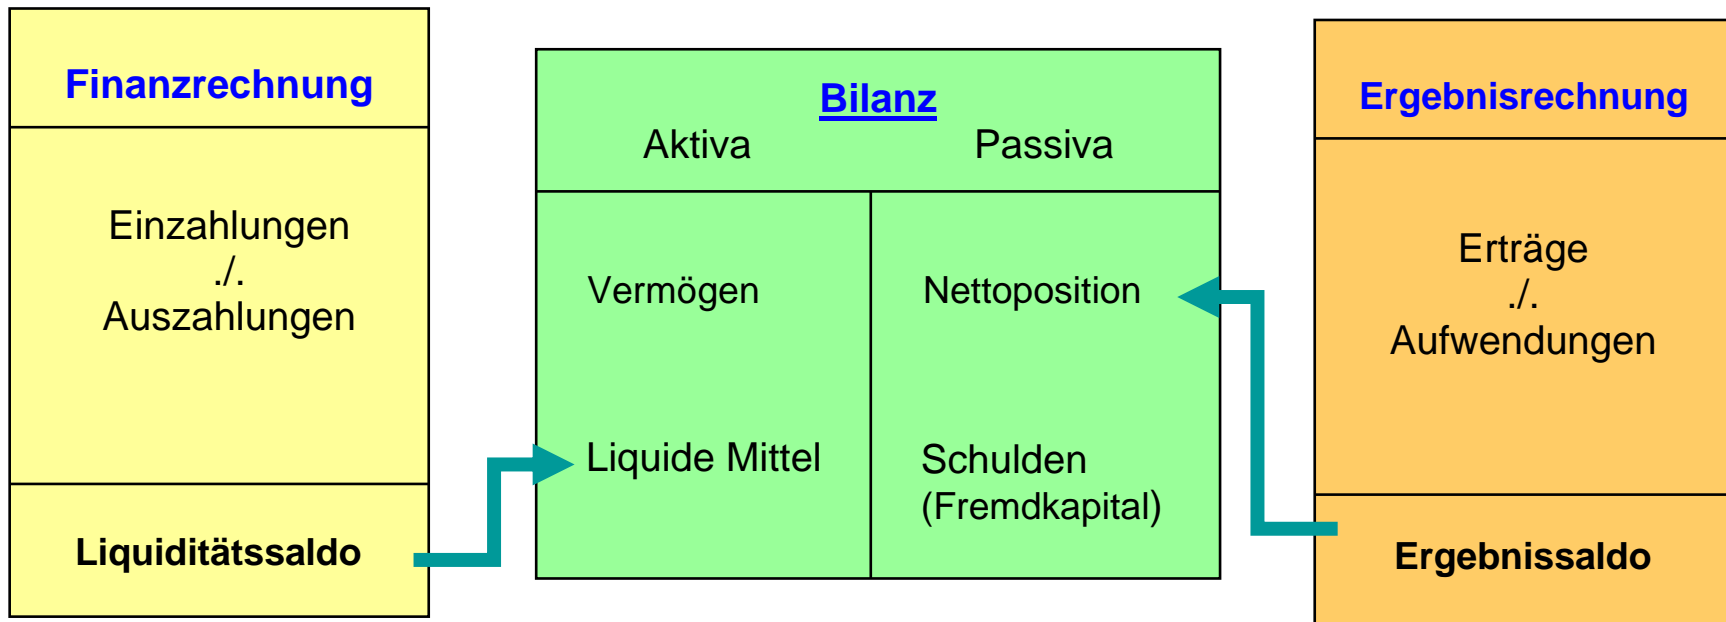 Finanzrechnung
Einzahlungen
./.
Auszahlungen
Liquiditätssaldo
Bilanz
Aktiva Passiva
Vermögen Nettoposition
Liquide Mittel Schulden
(Fremdkapital)
Ergebnisrechnung
Erträge
./.
Aufwendungen
Ergebnissaldo